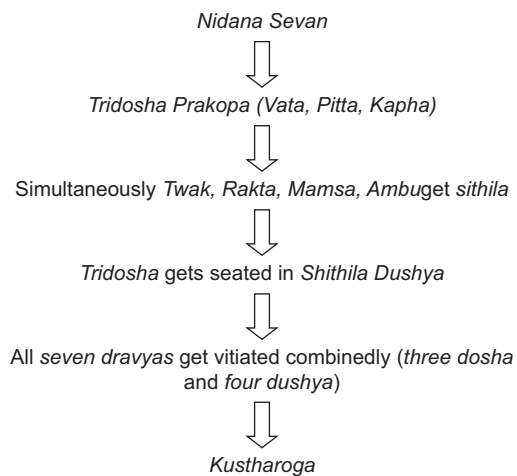 Nidana Sevan
Tridosha Prakopa (Vata, Pitta, Kapha)
Simultaneously Twak, Rakta, Mamsa, Ambuget sithila
Tridosha gets seated in Shithila Dushya
All seven dravyas get vitiated combinedly (three dosha
and four dushya)
Kustharoga